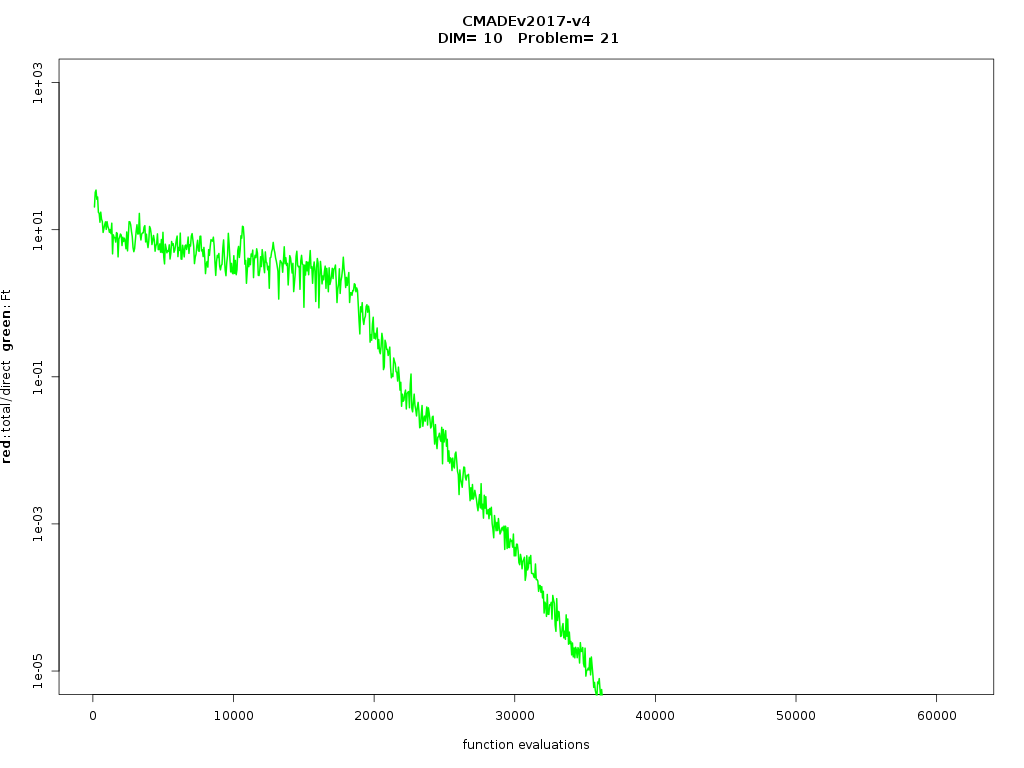 CMADEv2017-v4
DIM= 10 Problem= 21
red:total/direct green: Ft
1e+03
1e+01
1e-01
1e-03
1e-05
0 10000 20000 30000 40000 50000 60000
function evaluations